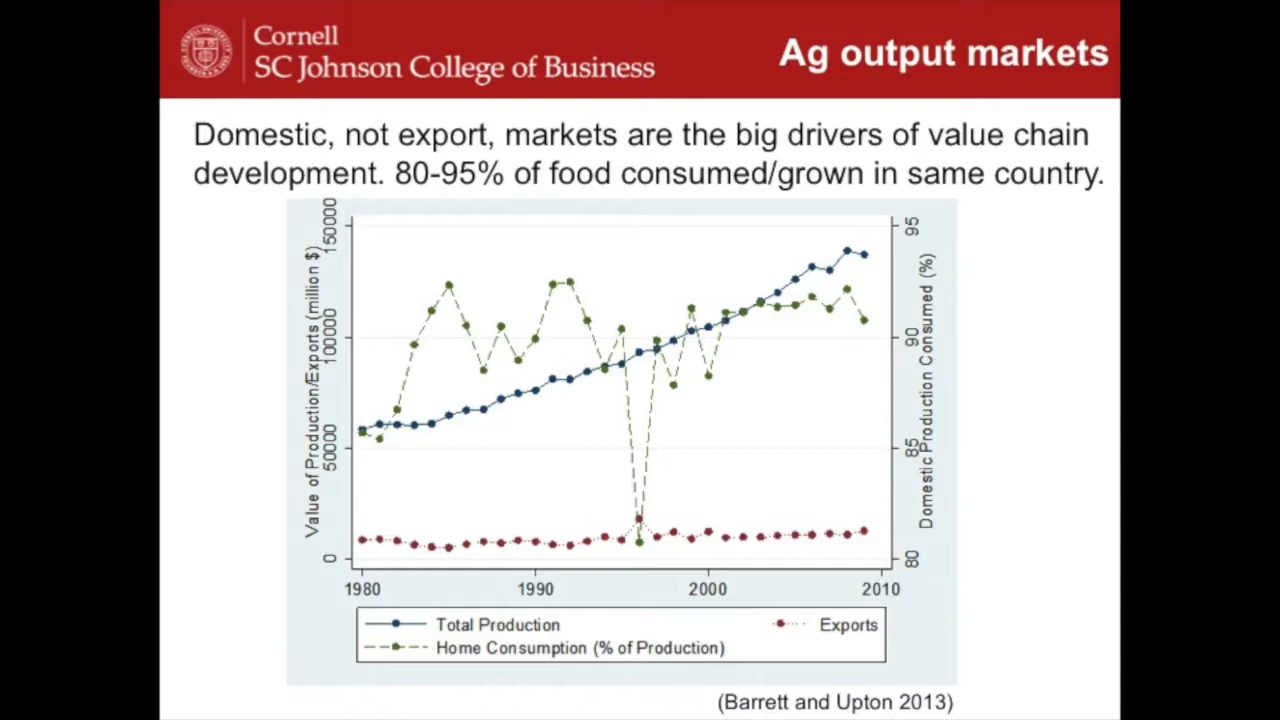 Cornell
SC Johnson College of Business
Ag output markets
Domestic, not export, markets are the big drivers of value chain
development. 80-95% of food consumed/grown in same country.
Value of Production/Exports (million $)
150000
100000
50000
0
95
90
85
80
Domestic Production Consumed (%)
1980 1990 2000 2010
Total Production Exports
Home Consumption (% of Production)
(Barrett and Upton 2013)